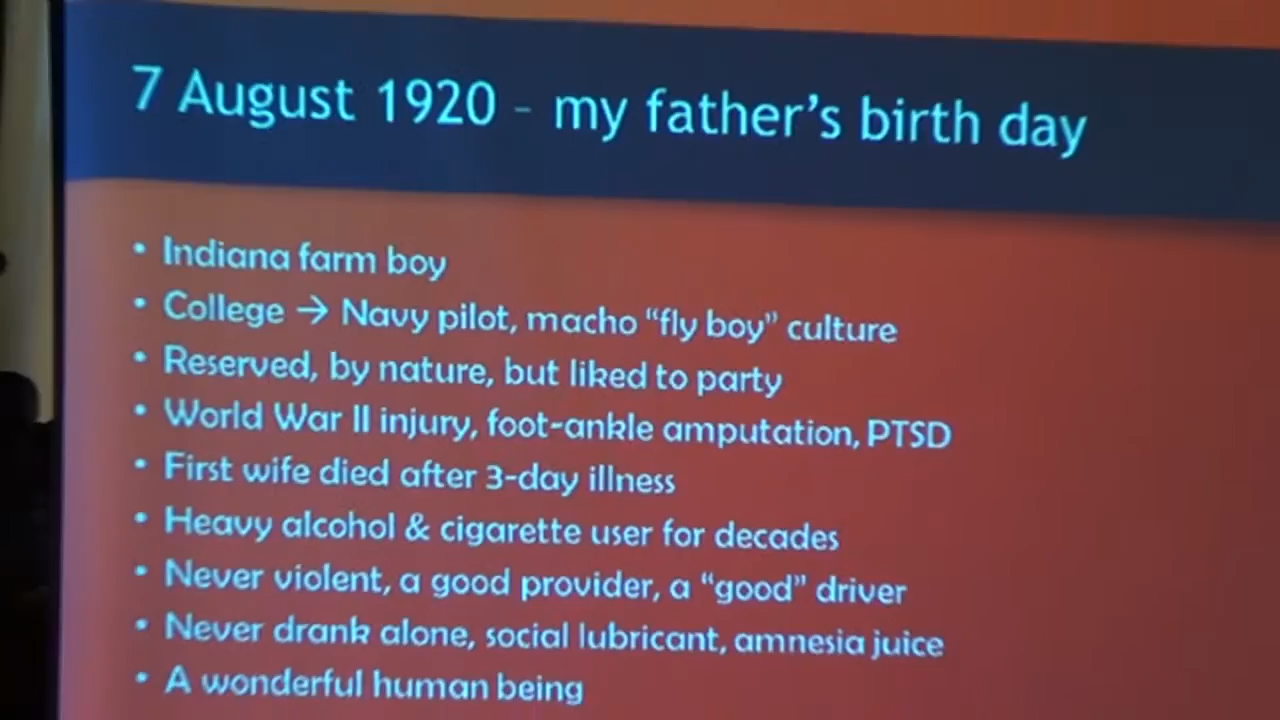 7 August 1920 - my father's birth day
• Indiana farm boy
• College → Navy pilot, macho “fly boy” culture
• Reserved, by nature, but liked to party
• World War II injury, foot-ankle amputation, PTSD
• First wife died after 3-day illness
• Heavy alcohol & cigarette user for decades
• Never violent, a good provider, a “good” driver
• Never drank alone, social lubricant, amnesia juice
• A wonderful human being